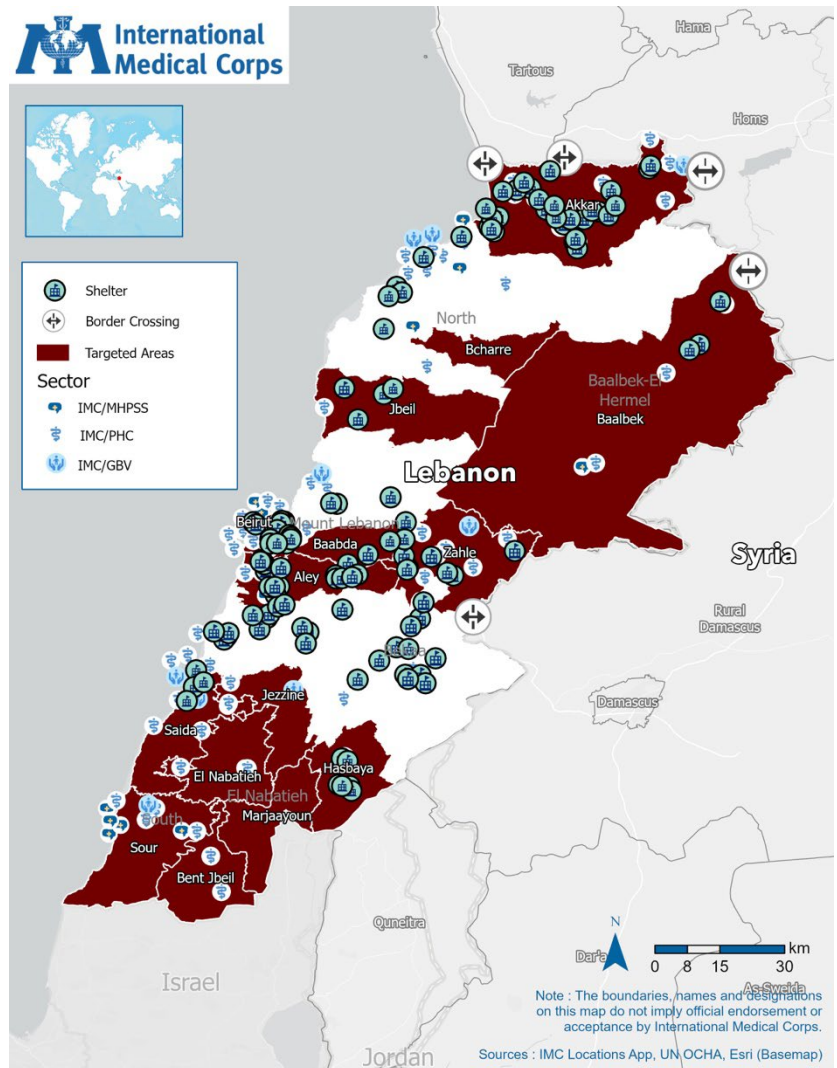 International
Medical Corps
Hama
Tartous
Homs
Akkar
Shelter
Border Crossing
Targeted Areas
Sector
IMC/MHPSS
IMC/PHC
IMC/GBV
North
Bcharre
Baalbek-El
Hermel
Baalbek
Jbeil
Lebanon
Beirut
Mount Lebanon
Baabda
Zahle
Syria
Aley
Rural
Damascus
Damascus
Jezzine
Saida
Hasbaya
El Nabatieh
El Nabatieh
Marjaayoun
South
Sour
Bent Jbeil
Quneitra
N
Israel
Dar'a
km
0 8 15 30
As-Sweida
Note : The boundaries, names and designations
on this map do not imply official endorsement or
acceptance by International Medical Corps.
Jordan
Sources : IMC Locations App, UN OCHA, Esri (Basemap)